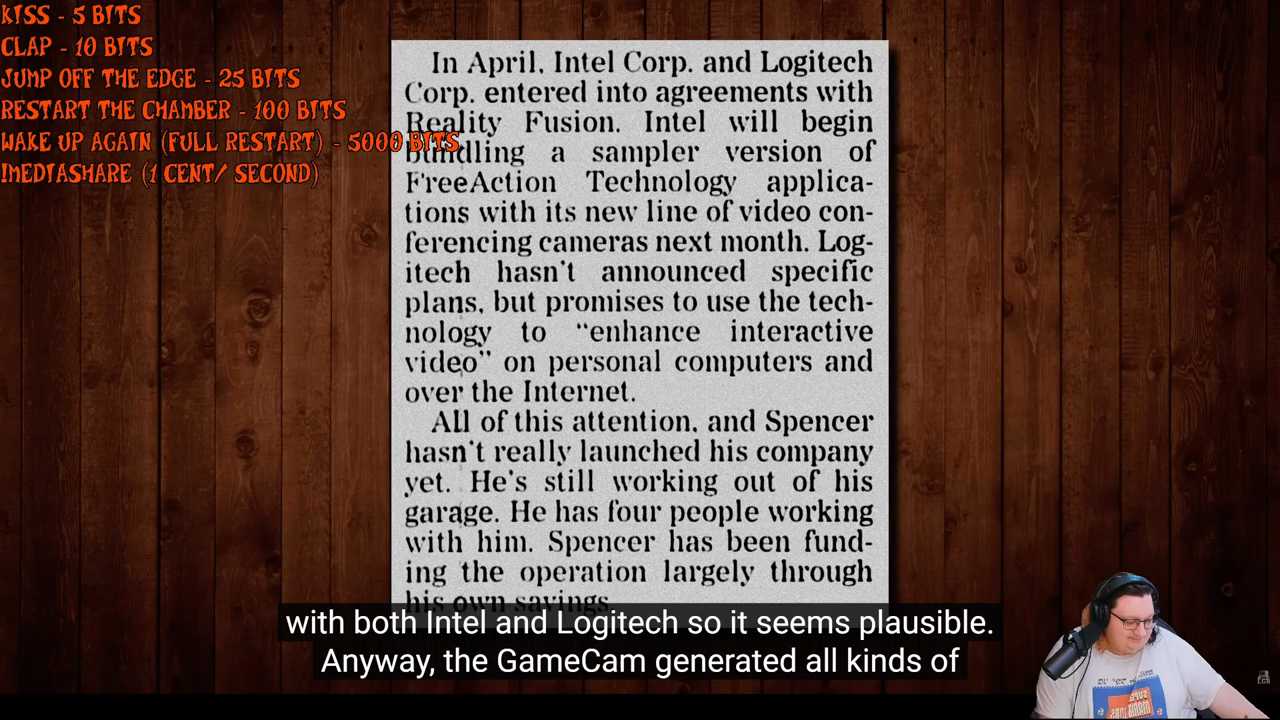 KISS - 5 BITS
CLAP - 10 BITS
JUMP OFF THE EDGE - 25 BITS
RESTART THE CHAMBER - 100 BITS
WAKE UP AGAIN (FULL RESTART) - 5000 BITS
!MEDIASHARE (1 CENT/ SECOND)
In April, Intel Corp. and Logitech
Corp. entered into agreements with
Reality Fusion. Intel will begin
bundling a sampler version of
FreeAction Technology applica-
tions with its new line of video con-
ferencing cameras next month. Log-
itech hasn't announced specific
plans, but promises to use the tech-
nology to “enhance interactive
video” on personal computers and
over the Internet.
All of this attention, and Spencer
hasn't really launched his company
yet. He's still working out of his
garage. He has four people working
with him. Spencer has been fund-
ing the operation largely through
his own savings.
with both Intel and Logitech so it seems plausible.
Anyway, the GameCam generated all kinds of